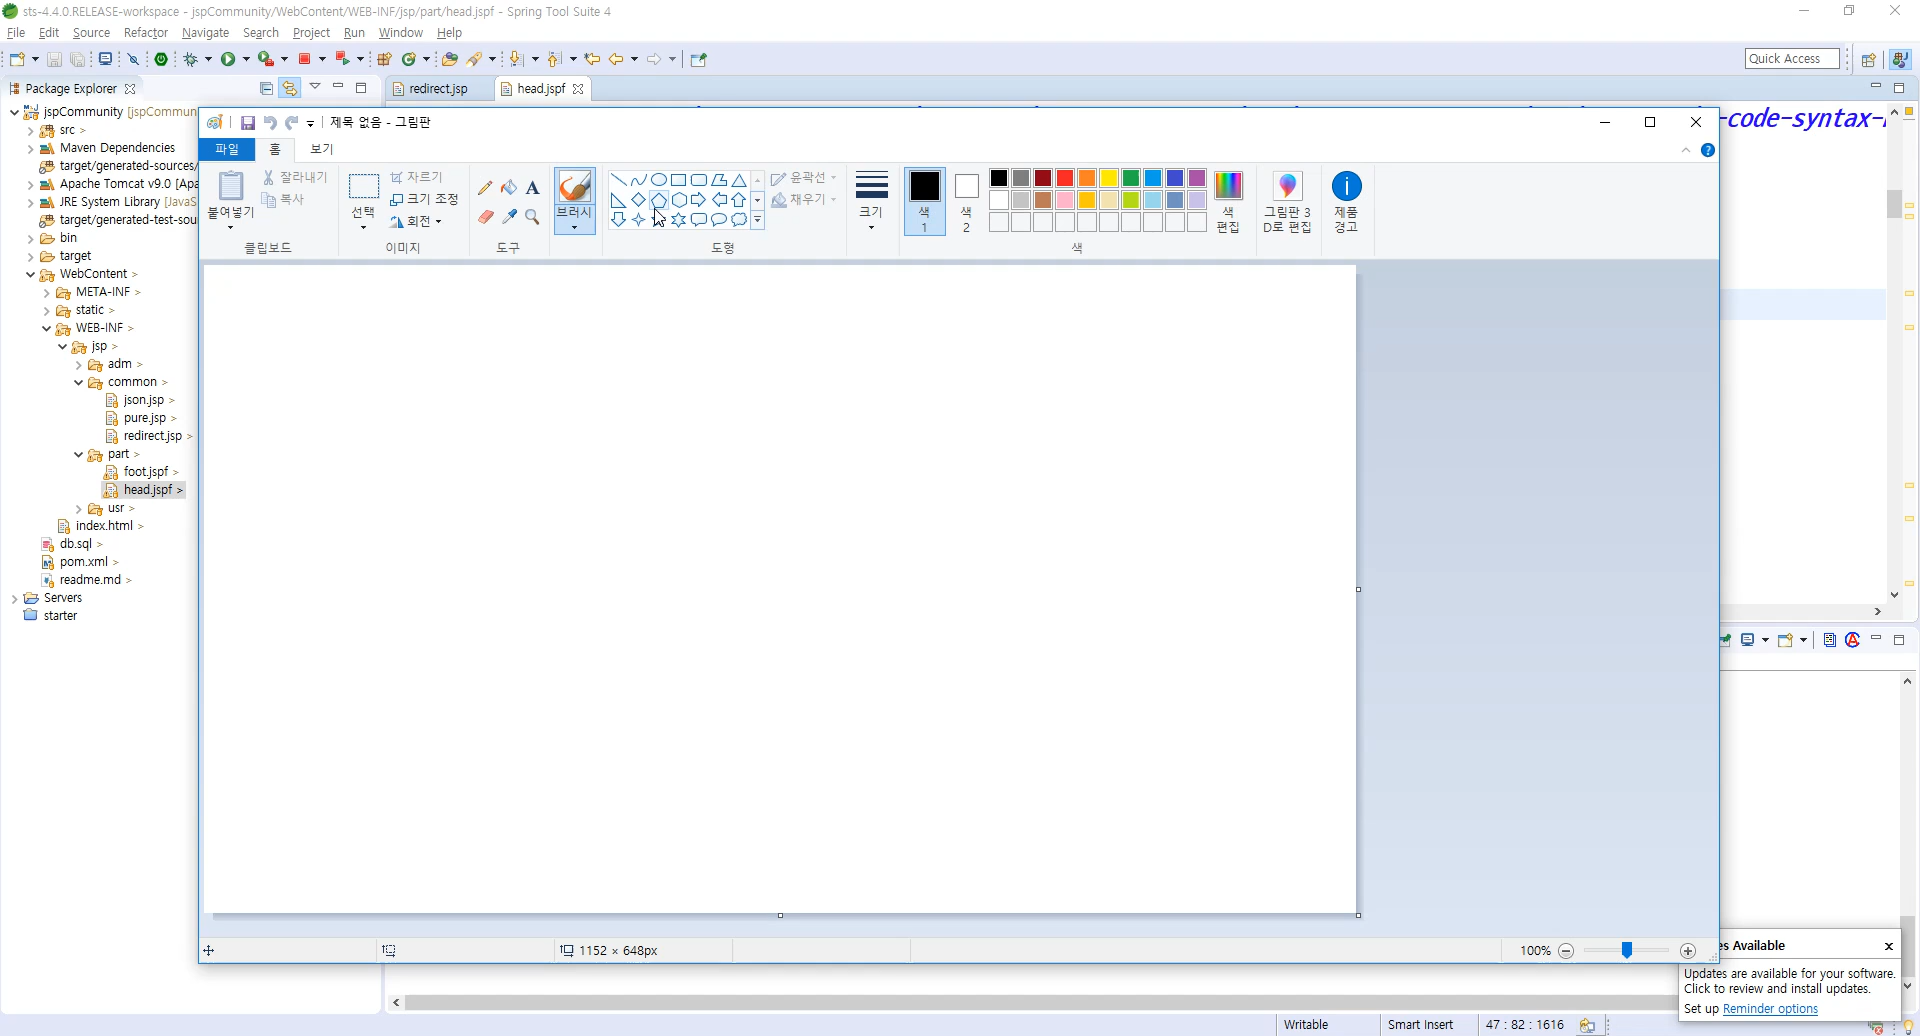 sts-4.4.0.RELEASE-workspace - jspCommunity/WebContent/WEB-INF/jsp/part/head.jspf - Spring Tool Suite 4
File Edit Source Refactor Navigate Search Project Run Window Help
Quick Access
Package Explorer
redirect.jsp
head.jspf
jspCommunity [jspCommun
-code-syntax-
제목 없음 - 그림판
src >
파일 홈 보기
Maven Dependencies
target/generated-sources/
Apache Tomcat v9.0 [Apa
JRE System Library [JavaS
target/generated-test-sou
bin
target
WebContent >
META-INF >
static >
WEB-INF >
jsp >
adm >
common >
json.jsp >
pure.jsp >
redirect.jsp >
part >
foot.jspf >
head.jspf >
usr >
index.html >
db.sql >
pom.xml >
readme.md >
Servers
starter
붙여넣기
잘라내기
복사
클립보드
선택
자르기
크기 조정
회전
이미지
A
도구
브러시
윤곽선
채우기
도형
크기
색 1
색 2
색 편집
색
그림판 3D로 편집
제품 경고
1152 × 648px
100%
es Available
Updates are available for your software.
Click to review and install updates.
Set up Reminder options
Writable Smart Insert 47 : 82 : 1616